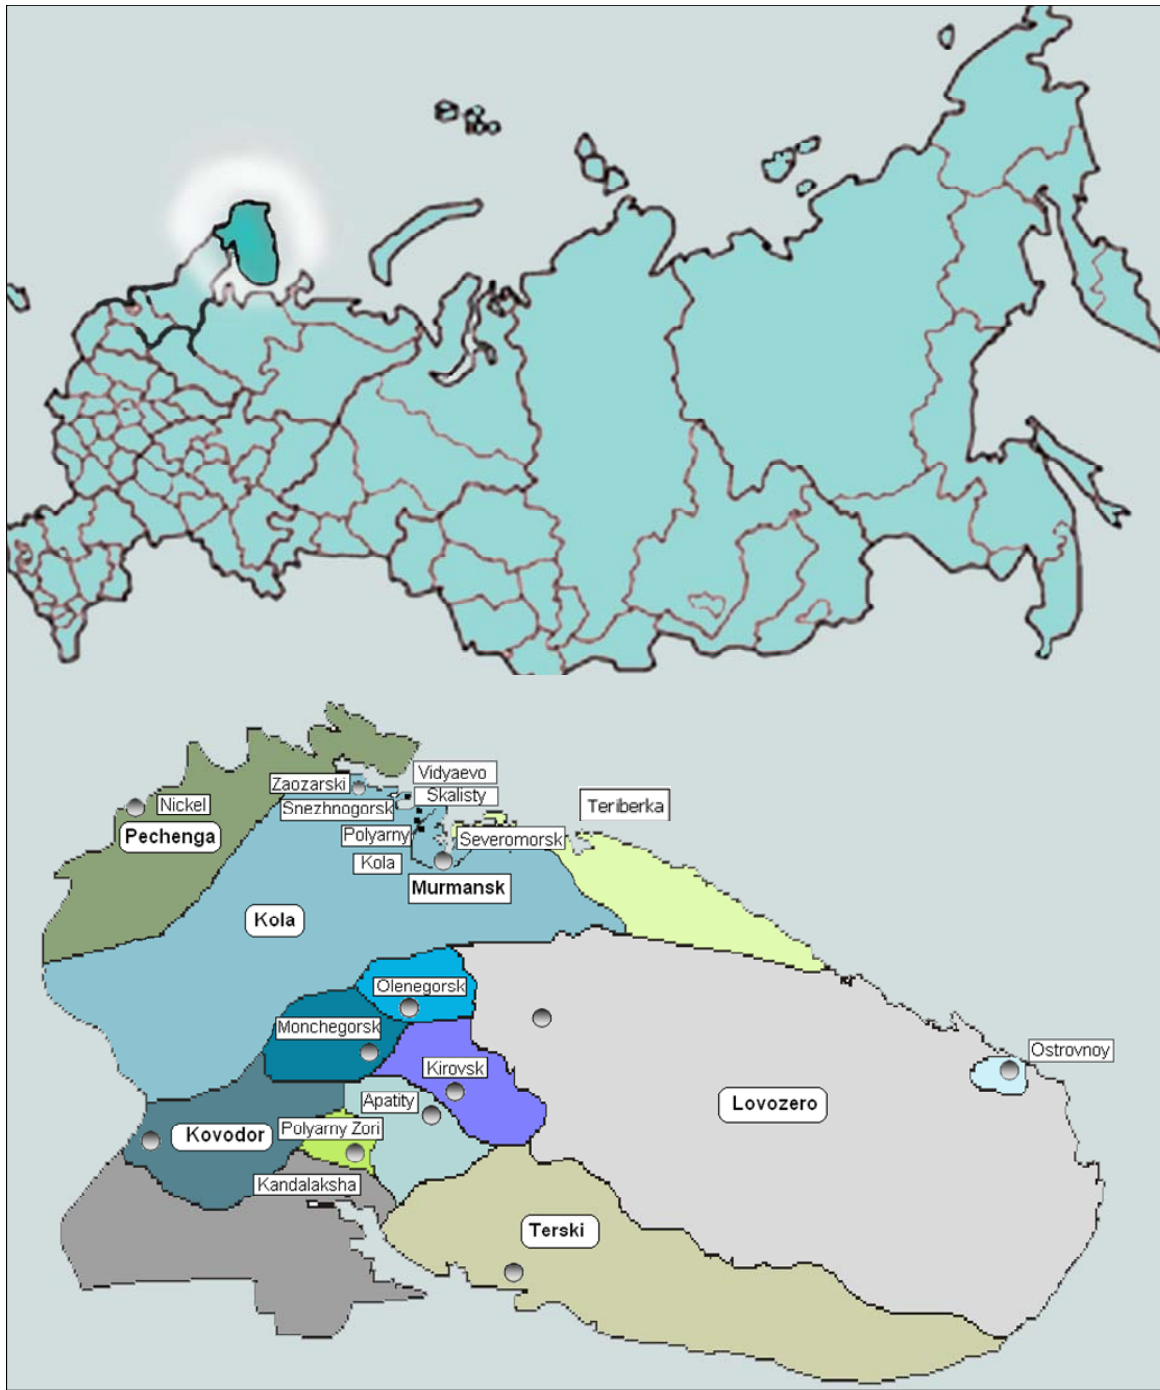 Vidyaevo
Zaozarski
Skalisty
Nickel
Snezhnogorsk
Teriberka
Pechenga
Polyarny
Severomorsk
Kola
Murmansk
Kola
Olenegorsk
Monchegorsk
Ostrovnoy
Kirovsk
Apatity
Lovozero
Kovodor
Polyarny Zori
Kandalaksha
Terski